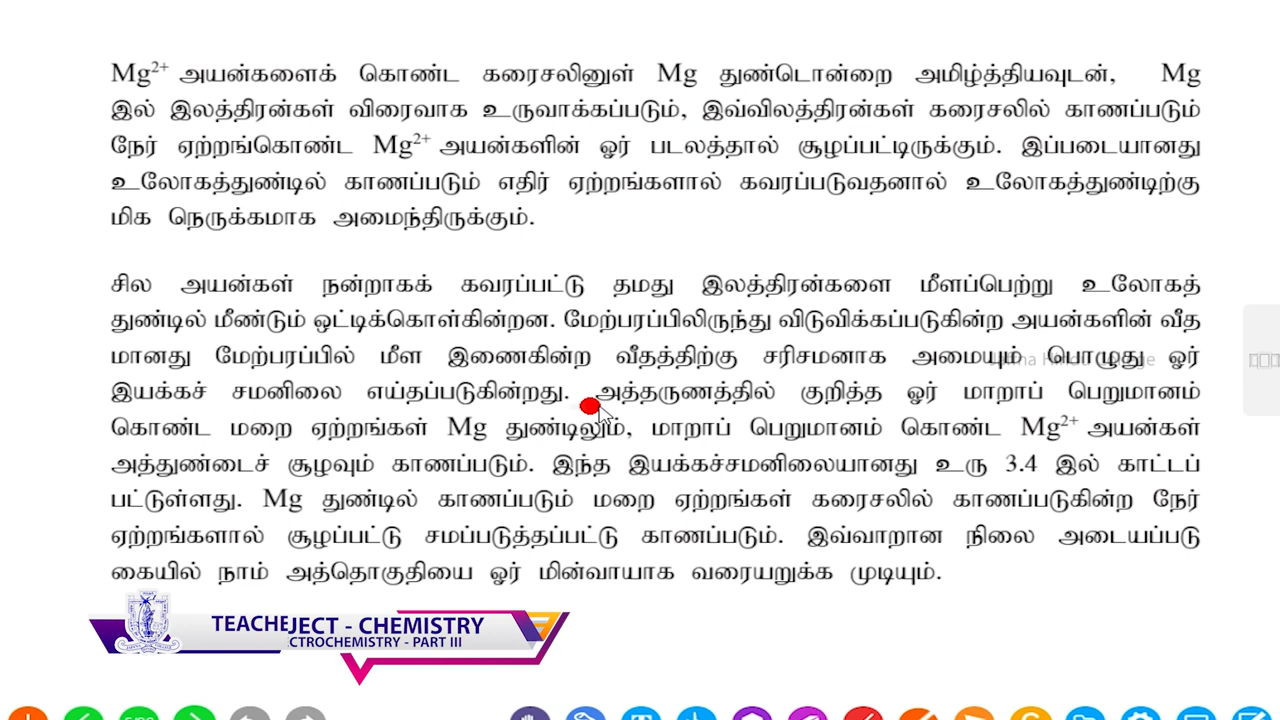 Mg²⁺ அயன்களைக் கொண்ட கரைசலினுள் Mg துண்டொன்றை அமிழ்த்தியவுடன், Mg
இல் இலத்திரன்கள் விரைவாக உருவாக்கப்படும், இவ்விலத்திரன்கள் கரைசலில் காணப்படும்
நேர் ஏற்றங்கொண்ட Mg²⁺ அயன்களின் ஓர் படலத்தால் சூழப்பட்டிருக்கும். இப்படையானது
உலோகத்துண்டில் காணப்படும் எதிர் ஏற்றங்களால் கவரப்படுவதனால் உலோகத்துண்டிற்கு
மிக நெருக்கமாக அமைந்திருக்கும்.
சில அயன்கள் நன்றாகக் கவரப்பட்டு தமது இலத்திரன்களை மீளப்பெற்று உலோகத்
துண்டில் மீண்டும் ஒட்டிக்கொள்கின்றன. மேற்பரப்பிலிருந்து விடுவிக்கப்படுகின்ற அயன்களின் வீத
மானது மேற்பரப்பில் மீள இணைகின்ற வீதத்திற்கு சரிசமனாக அமையும் பொழுது ஓர்
இயக்கச் சமனிலை எய்தப்படுகின்றது. அத்தருணத்தில் குறித்த ஓர் மாறாப் பெறுமானம்
கொண்ட மறை ஏற்றங்கள் Mg துண்டிலும், மாறாப் பெறுமானம் கொண்ட Mg²⁺ அயன்கள்
அத்துண்டைச் சூழவும் காணப்படும். இந்த இயக்கச்சமனிலையானது உரு 3.4 இல் காட்டப்
பட்டுள்ளது. Mg துண்டில் காணப்படும் மறை ஏற்றங்கள் கரைசலில் காணப்படுகின்ற நேர்
ஏற்றங்களால் சூழப்பட்டு சமப்படுத்தப்பட்டு காணப்படும். இவ்வாறான நிலை அடையப்படு
கையில் நாம் அத்தொகுதியை ஓர் மின்வாயாக வரையறுக்க முடியும்.
TEACHEJECT - CHEMISTRY
CTROCHEMISTRY - PART III